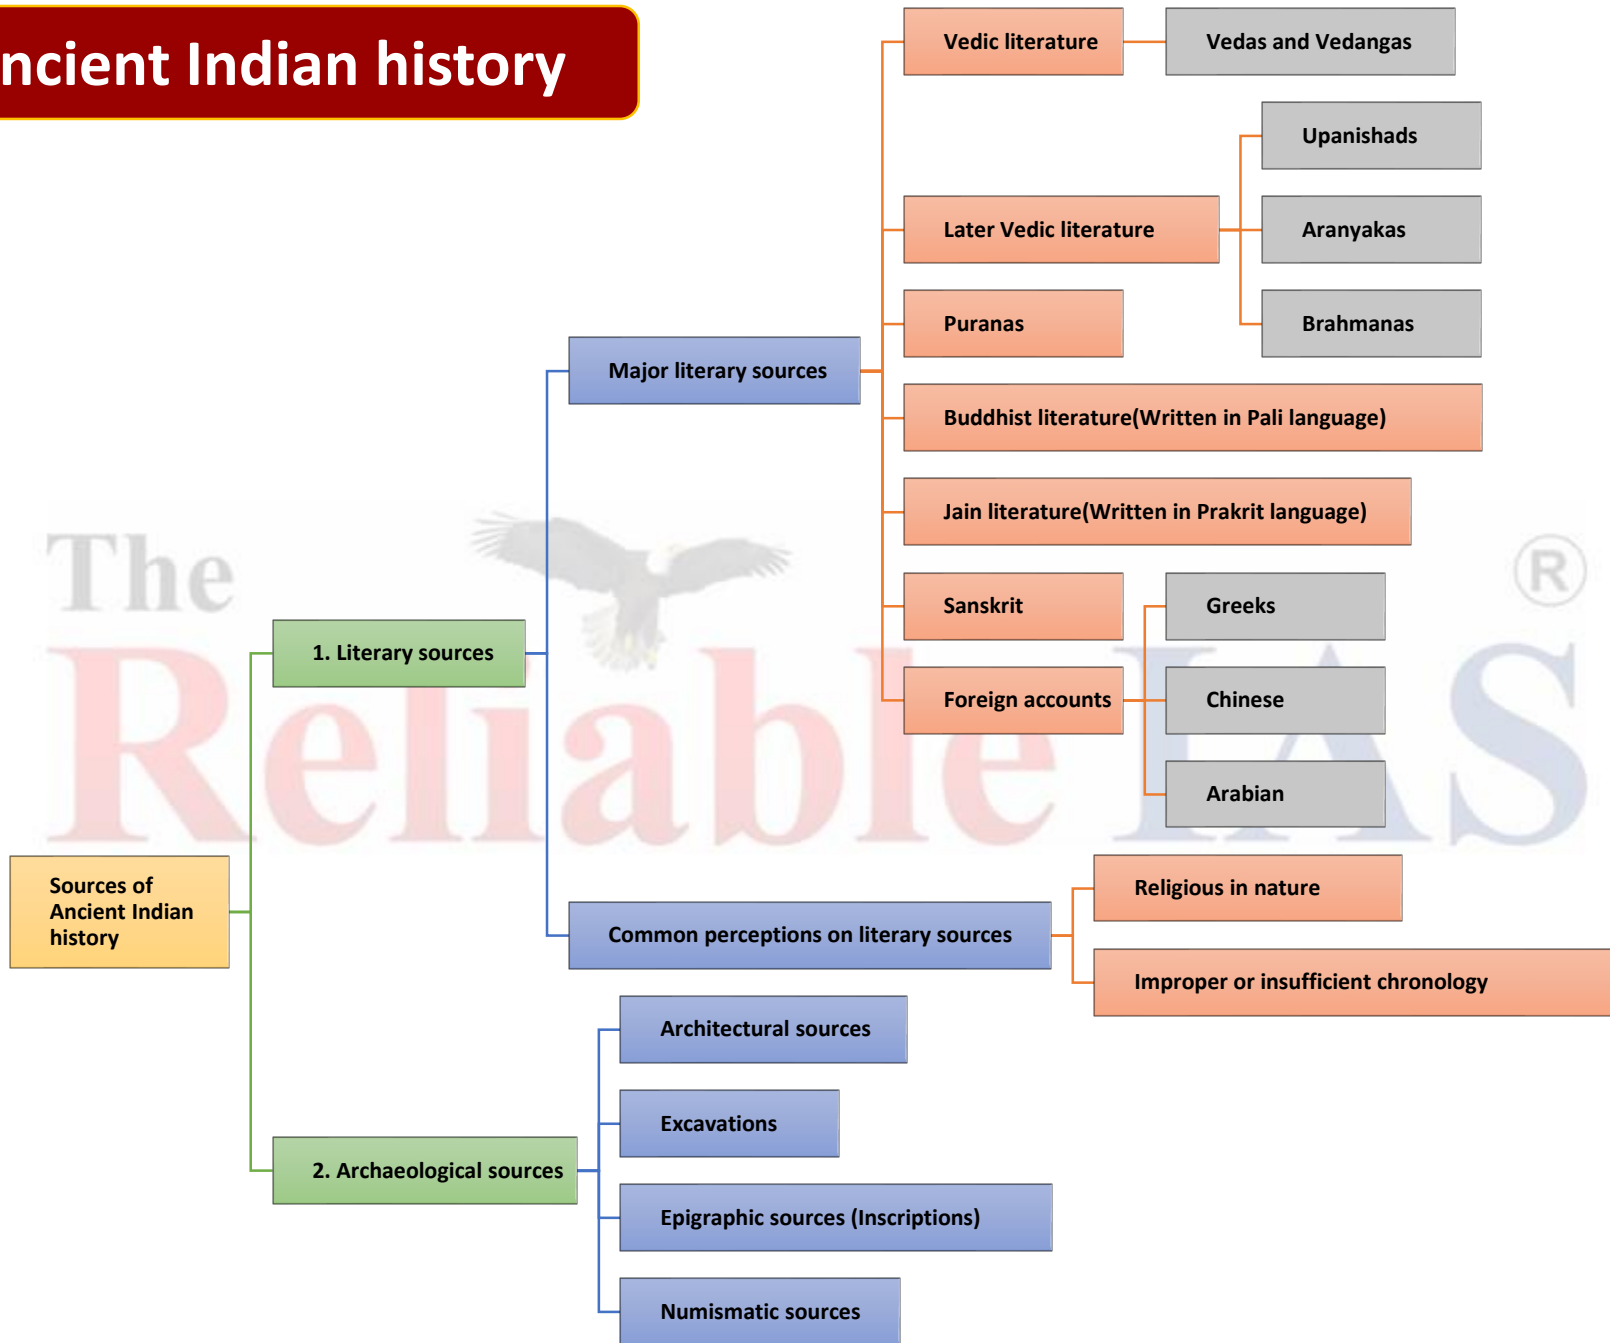 ncient Indian history
Vedic literature
Vedas and Vedangas
Upanishads
Later Vedic literature
Aranyakas
Puranas
Brahmanas
Major literary sources
Buddhist literature(Written in Pali language)
Jain literature(Written in Prakrit language)
The
®
Sanskrit
Greeks
1. Literary sources
Reliable IAS
Foreign accounts
Chinese
Arabian
Sources of
Ancient Indian
history
Religious in nature
Common perceptions on literary sources
Improper or insufficient chronology
Architectural sources
Excavations
2. Archaeological sources
Epigraphic sources (Inscriptions)
Numismatic sources